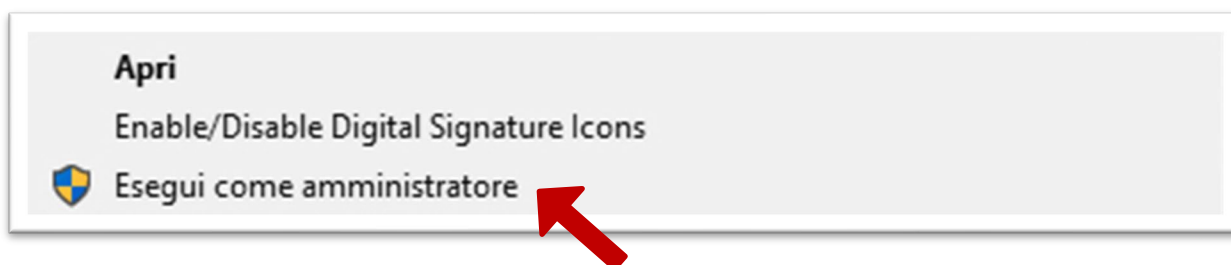 Apri
Enable/Disable Digital Signature Icons
Esegui come amministratore